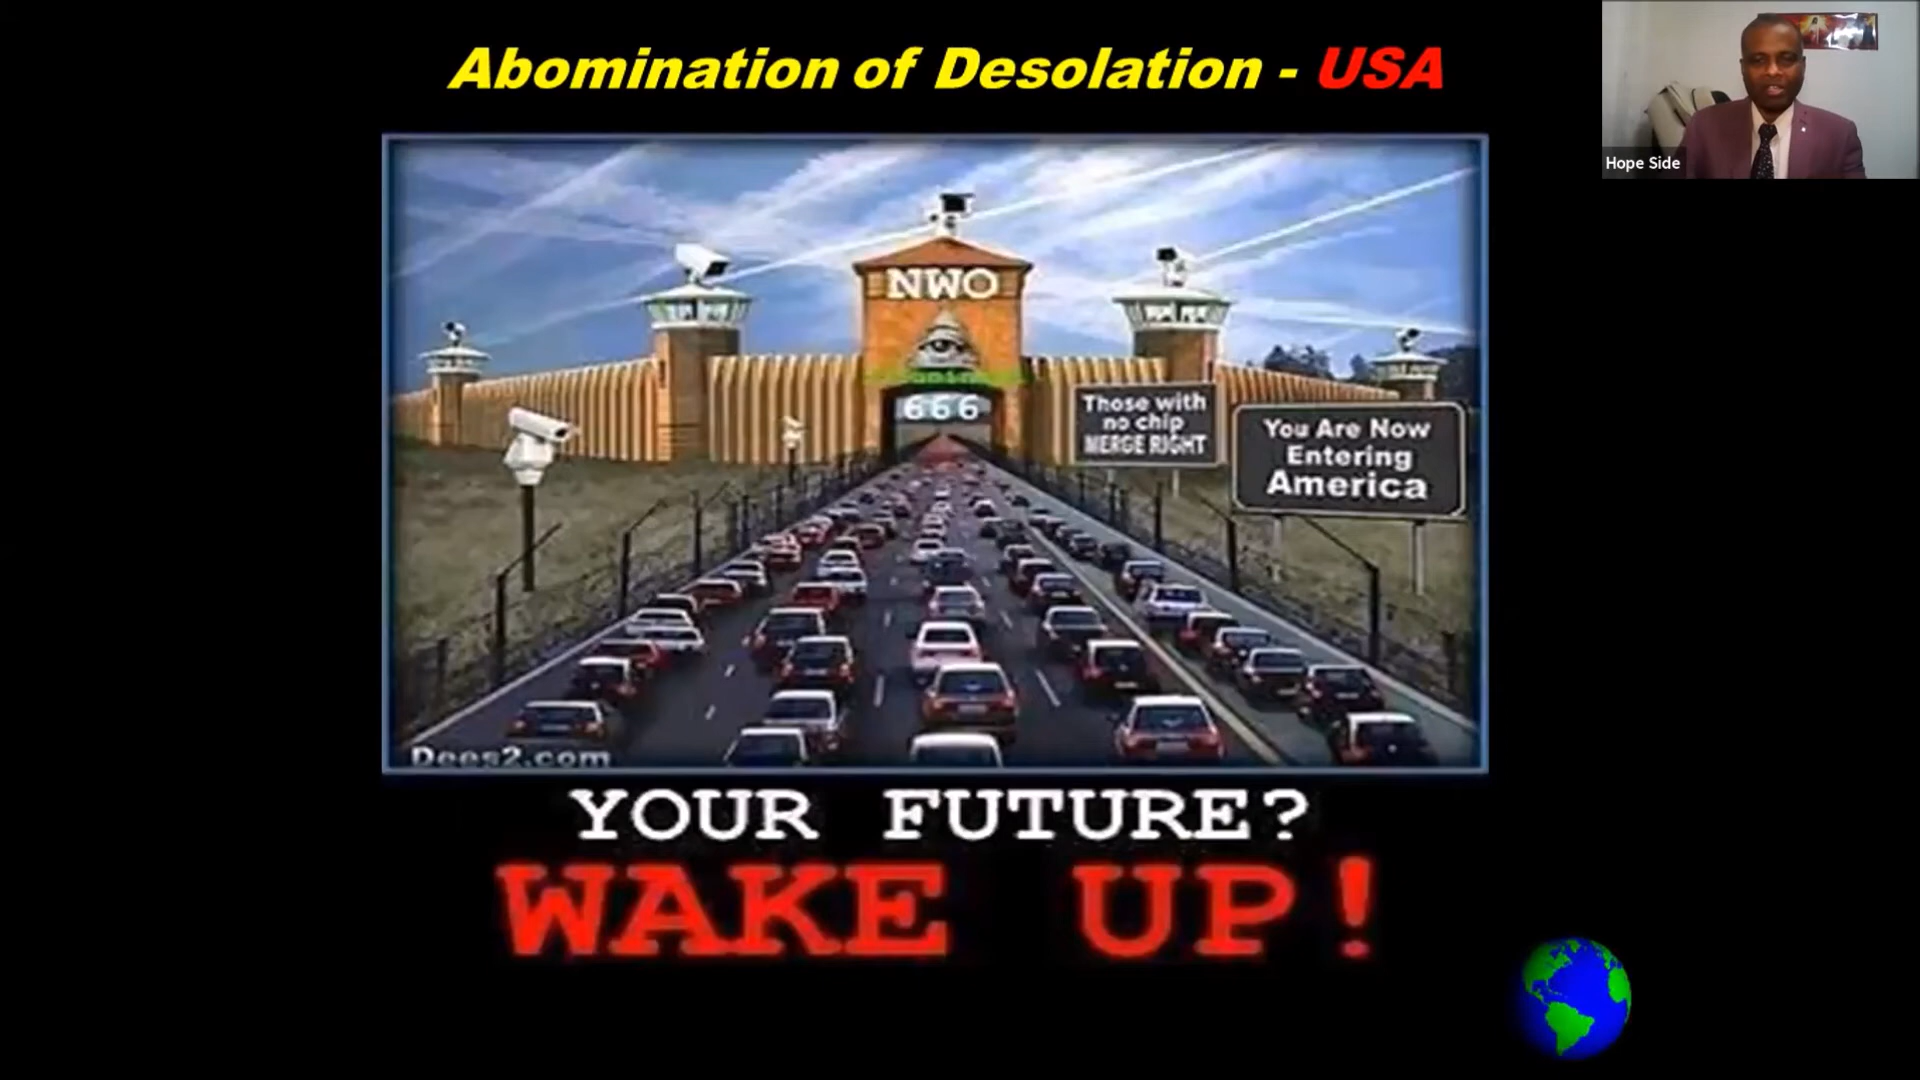 Abomination of Desolation - USA
Hope Side
NWO
666
Those with
no chip
MERGE RIGHT
You Are Now
Entering
America
Dees2.com
YOUR FUTURE?
WAKE UP!